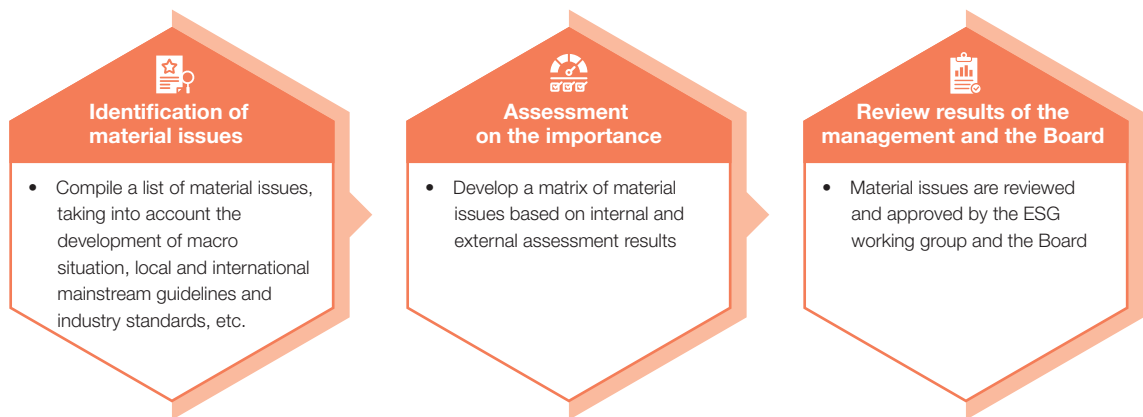 Identification of
material issues
• Compile a list of material issues,
taking into account the
development of macro
situation, local and international
mainstream guidelines and
industry standards, etc.
Assessment
on the importance
• Develop a matrix of material
issues based on internal and
external assessment results
Review results of the
management and the Board
• Material issues are reviewed
and approved by the ESG
working group and the Board